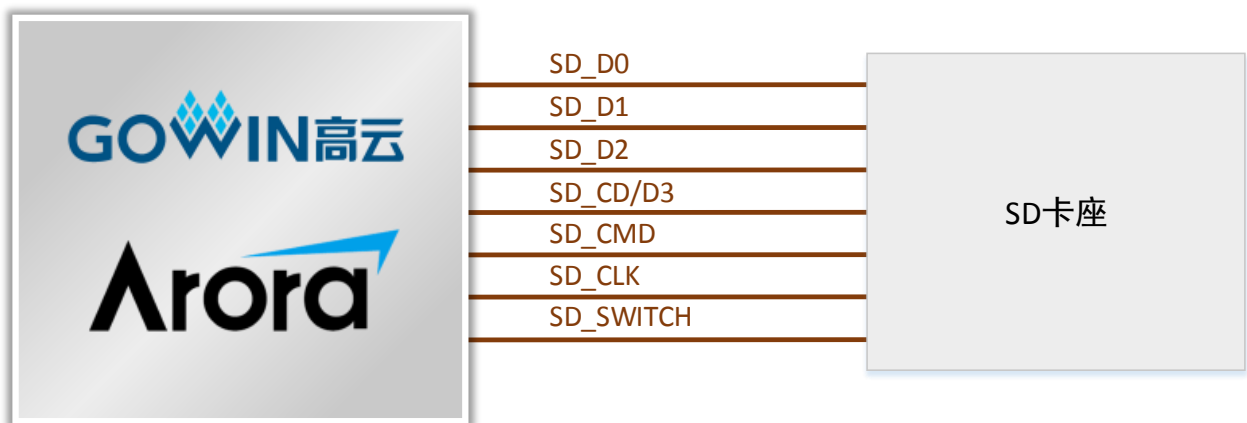 GOWIN高云
Arora
SD_D0
SD_D1
SD_D2
SD_CD/D3
SD_CMD
SD_CLK
SD_SWITCH
SD卡座